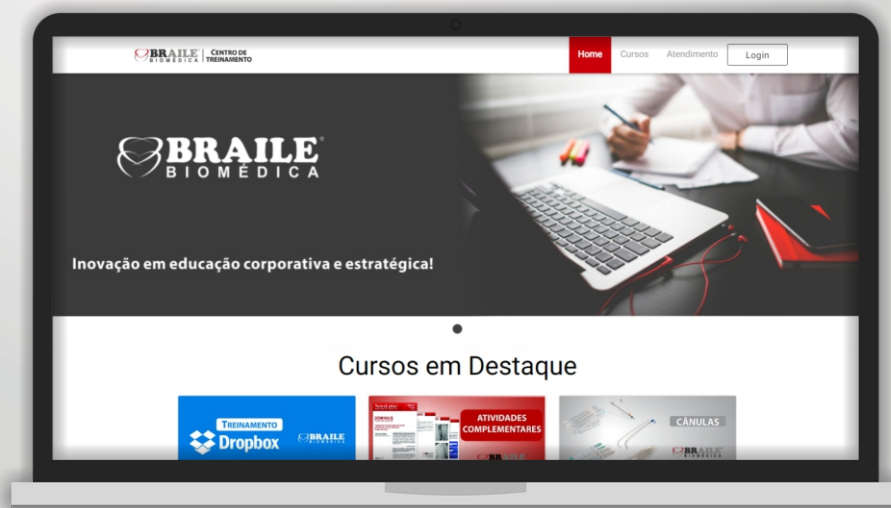 BRAILE
BIOMÉDICA
CENTRO DE
TREINAMENTO
Home
Cursos
Atendimento
Login
BRAILE
BIOMÉDICA
Inovação em educação corporativa e estratégica!
Cursos em Destaque
TREINAMENTO
Dropbox
BRAILE
BIOMÉDICA
ATIVIDADES
COMPLEMENTARES
CÂNULAS
BRAILE
BIOMÉDICA